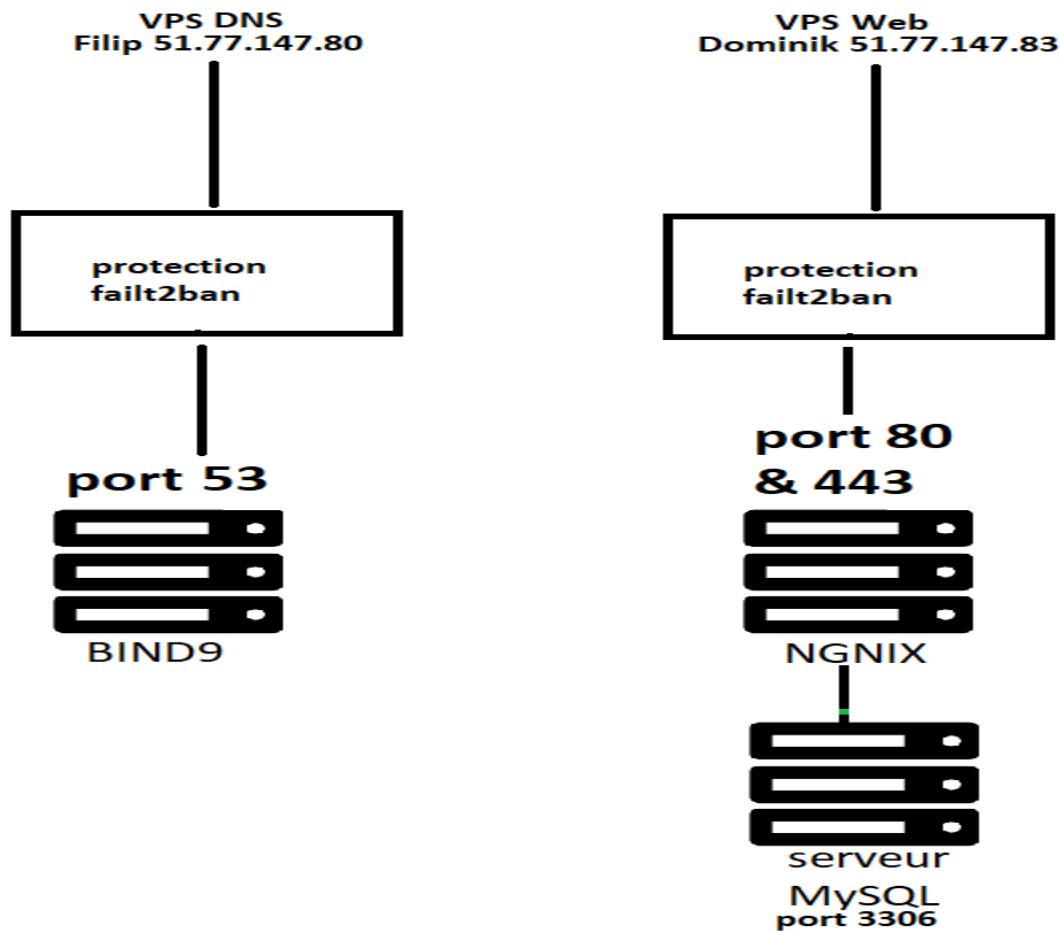 VPS DNS
Filip 51.77.147.80
protection
failt2ban
port 53
BIND9
VPS Web
Dominik 51.77.147.83
protection
failt2ban
port 80
& 443
NGNIX
serveur
MySQL
port 3306